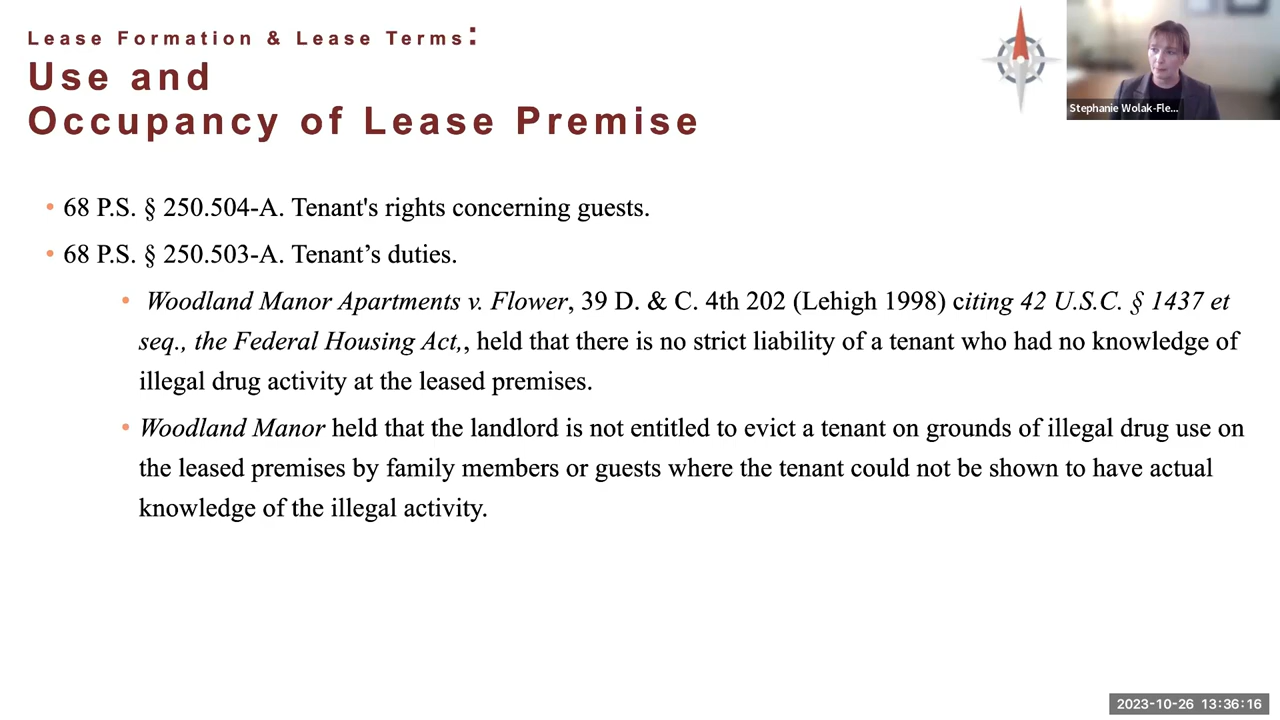 Lease Formation & Lease Terms:
Use and
Occupancy of Lease Premise
Stephanie Wolak-Fle...
• 68 P.S. § 250.504-A. Tenant's rights concerning guests.
• 68 P.S. § 250.503-A. Tenant’s duties.
• Woodland Manor Apartments v. Flower, 39 D. & C. 4th 202 (Lehigh 1998) citing 42 U.S.C. § 1437 et
seq., the Federal Housing Act,, held that there is no strict liability of a tenant who had no knowledge of
illegal drug activity at the leased premises.
• Woodland Manor held that the landlord is not entitled to evict a tenant on grounds of illegal drug use on
the leased premises by family members or guests where the tenant could not be shown to have actual
knowledge of the illegal activity.
2023-10-26 13:36:16